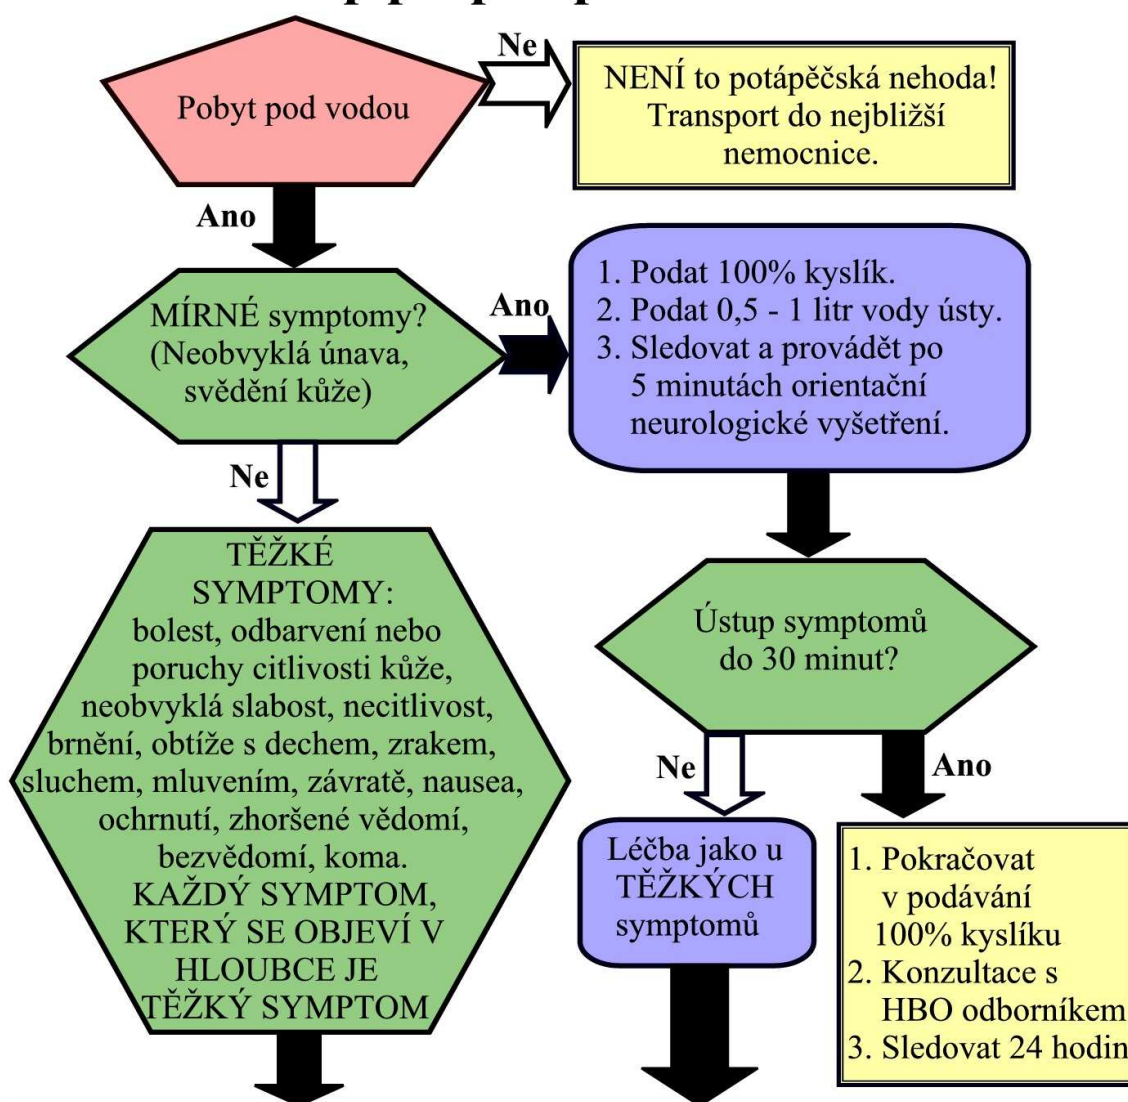 Pobyt pod vodou
Ne
NENÍ to potápěčská nehoda!
Transport do nejbližší
nemocnice.
Ano
MÍRNÉ symptomy?
(Neobvyklá únava,
svědění kůže)
Ano
1. Podat 100% kyslík.
2. Podat 0,5 - 1 litr vody ústy.
3. Sledovat a provádět po
5 minutách orientační
neurologické vyšetření.
Ne
TĚŽKÉ
SYMPTOMY:
bolest, odbarvení nebo
poruchy citlivosti kůže,
neobvyklá slabost, necitlivost,
brnění, obtíže s dechem, zrakem,
sluchem, mluvením, závratě, nausea,
ochrnutí, zhoršené vědomí,
bezvědomí, koma.
KAŽDÝ SYMPTOM,
KTERÝ SE OBJEVÍ V
HLOUBCE JE
TĚŽKÝ SYMPTOM
Ústup symptomů
do 30 minut?
Ne
Ano
Léčba jako u
TĚŽKÝCH
symptomů
1. Pokračovat
v podávání
100% kyslíku
2. Konzultace s
HBO odborníkem
3. Sledovat 24 hodin